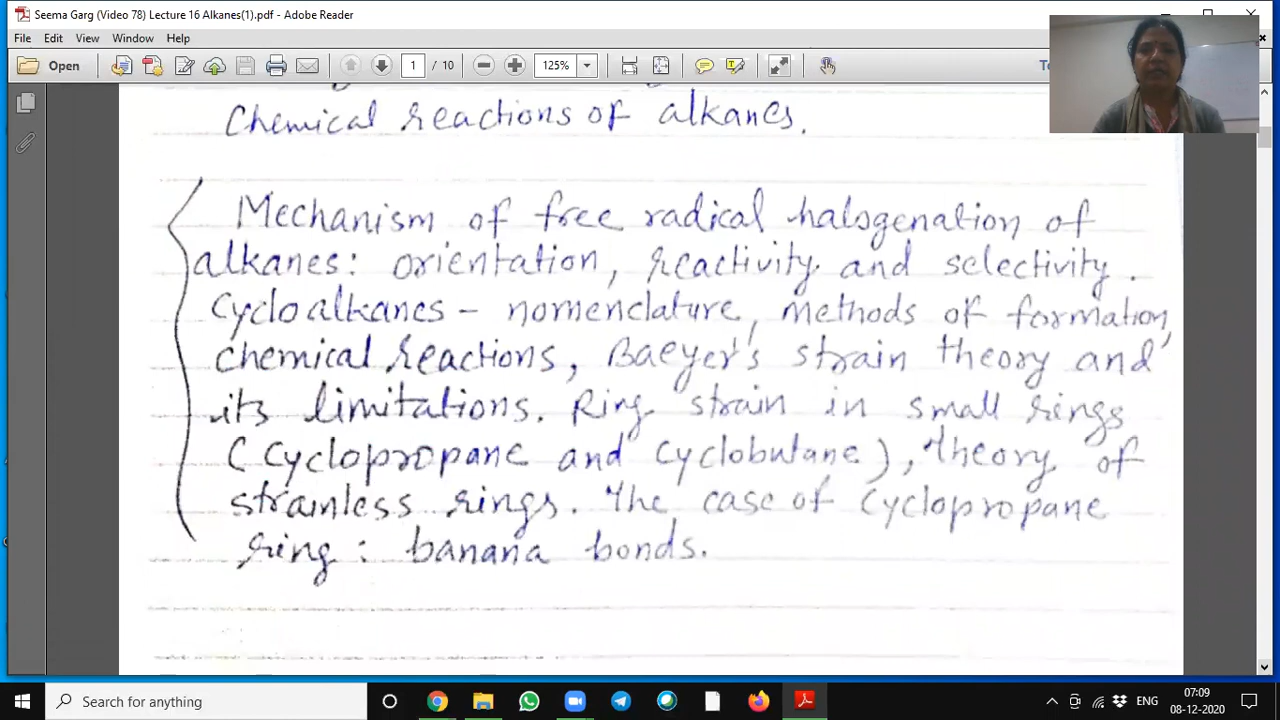 Seema Garg (Video 78) Lecture 16 Alkanes(1).pdf - Adobe Reader
File Edit View Window Help
Open 1 / 10 125%
Chemical reactions of alkanes.
Mechanism of free radical halogenation of
alkanes: orientation, reactivity and selectivity.
Cycloalkanes - nomenclature, methods of formation,
chemical reactions, Baeyer's strain theory and
its limitations. Ring strain in small rings
(cyclopropane and cyclobutane), theory of
strainless rings. The case of cyclopropane
ring: banana bonds.
Search for anything
ENG
07:09
08-12-2020